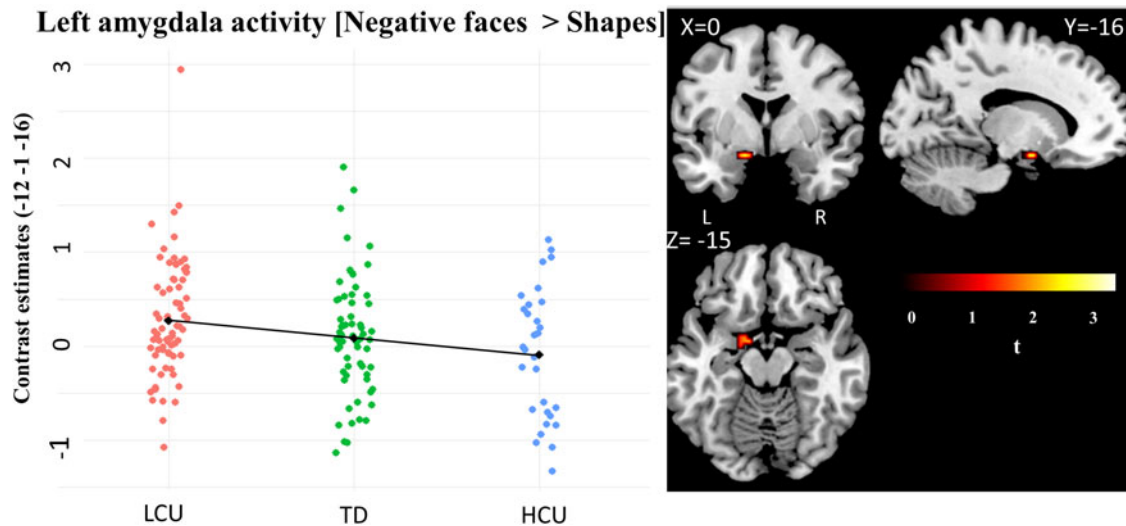 Left amygdala activity [Negative faces > Shapes]
Contrast estimates (-12 -1 -16)
3
2
1
0
-1
LCU TD HCU
X=0 Y=-16
L R
Z= -15
0 1 2 3
t